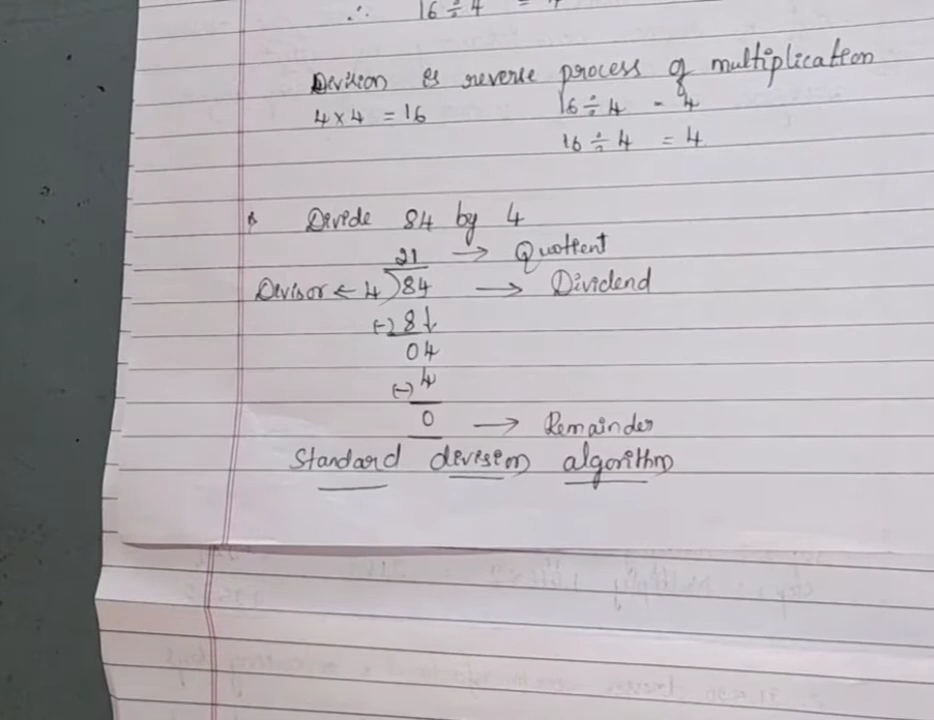 ∴ 16 ÷ 4 = 4
Division is reverse process of multiplication
4 × 4 = 16 16 ÷ 4 = 4
16 ÷ 4 = 4
Divide 84 by 4
21 → Quotient
Divisor ← 4)84 → Dividend
(-) 8↓
04
(-) 4
0 → Remainder
Standard division algorithm